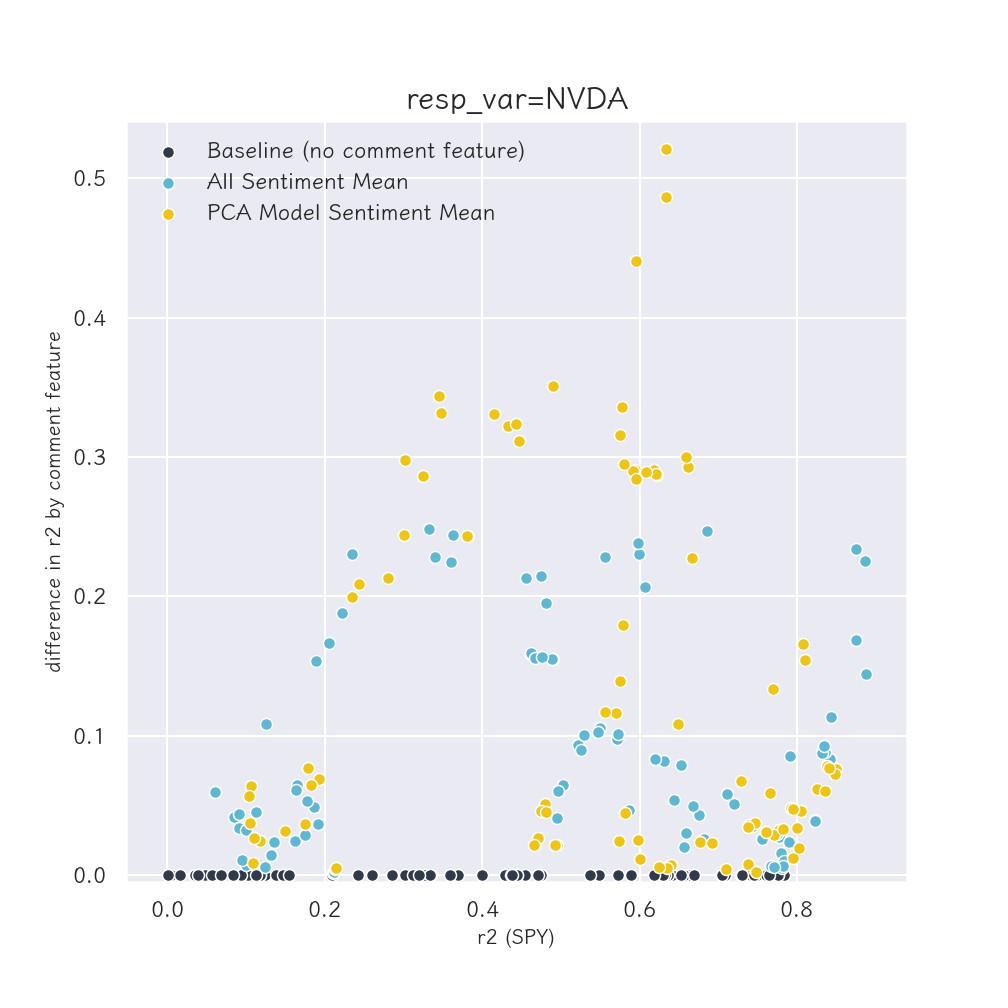 resp_var=NVDA
Baseline (no comment feature)
All Sentiment Mean
PCA Model Sentiment Mean
difference in r2 by comment feature
0.5
0.4
0.3
0.2
0.1
0.0
0.0 0.2 0.4 0.6 0.8
r2 (SPY)